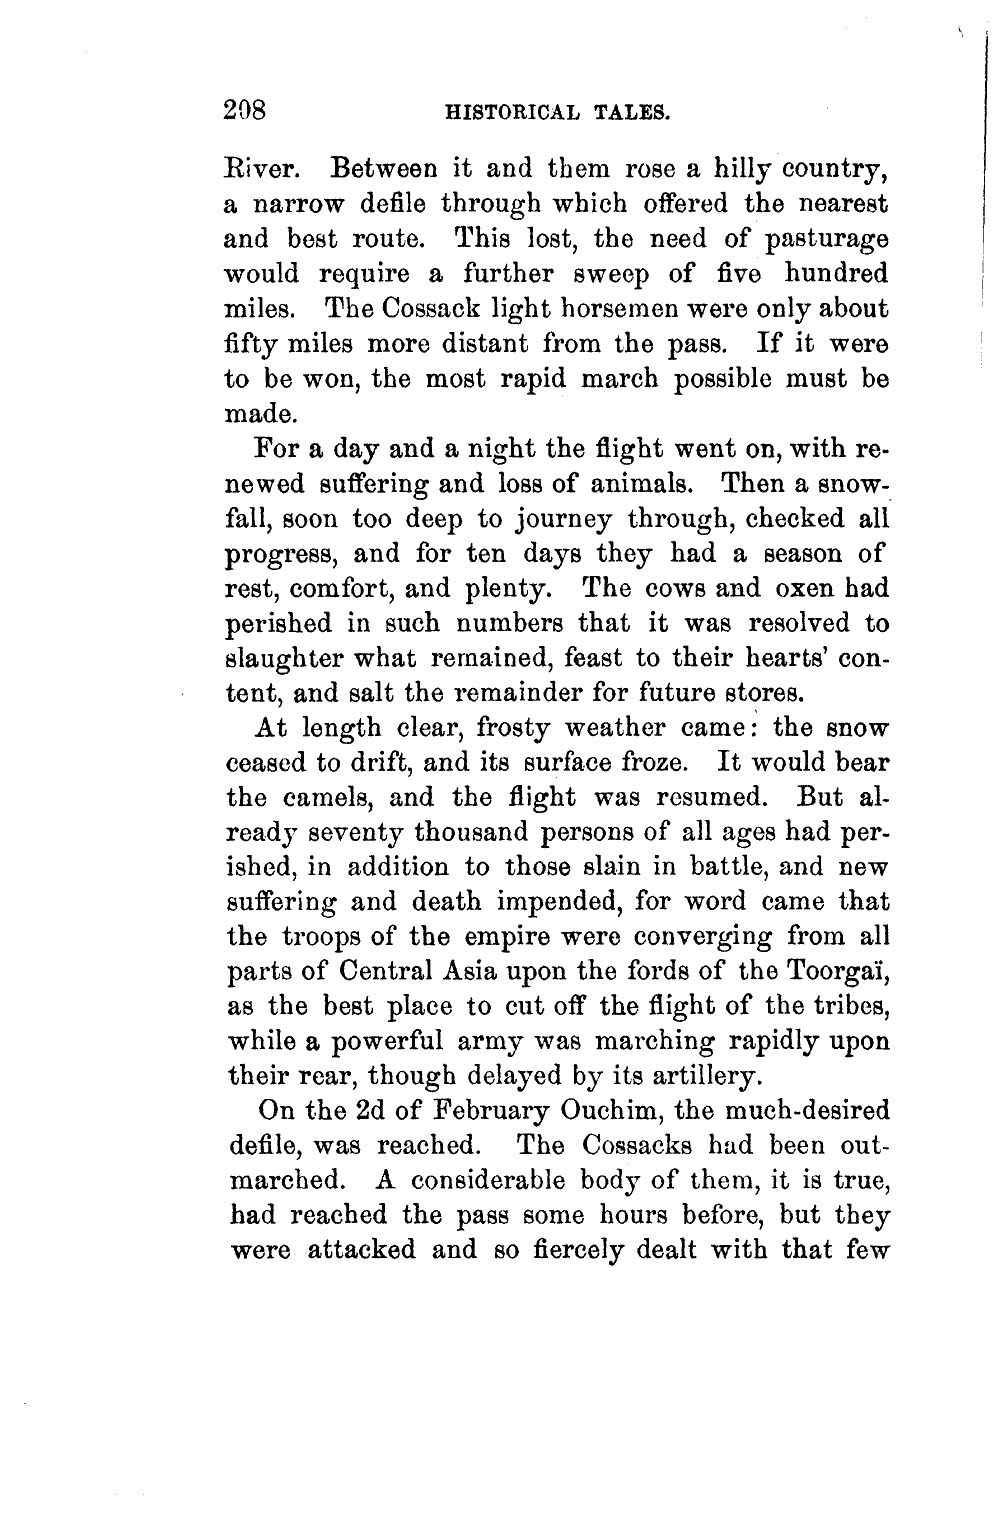 208 HISTORICAL TALES.
River. Between it and them rose a hilly country,
a narrow defile through which offered the nearest
and best route. This lost, the need of pasturage
would require a further sweep of five hundred
miles. The Cossack light horsemen were only about
fifty miles more distant from the pass. If it were
to be won, the most rapid march possible must be
made.
For a day and a night the flight went on, with re-
newed suffering and loss of animals. Then a snow-
fall, soon too deep to journey through, checked all
progress, and for ten days they had a season of
rest, comfort, and plenty. The cows and oxen had
perished in such numbers that it was resolved to
slaughter what remained, feast to their hearts' con-
tent, and salt the remainder for future stores.
At length clear, frosty weather came: the snow
ceased to drift, and its surface froze. It would bear
the camels, and the flight was resumed. But al-
ready seventy thousand persons of all ages had per-
ished, in addition to those slain in battle, and new
suffering and death impended, for word came that
the troops of the empire were converging from all
parts of Central Asia upon the fords of the Toorgaï,
as the best place to cut off the flight of the tribes,
while a powerful army was marching rapidly upon
their rear, though delayed by its artillery.
On the 2d of February Ouchim, the much-desired
defile, was reached. The Cossacks had been out-
marched. A considerable body of them, it is true,
had reached the pass some hours before, but they
were attacked and so fiercely dealt with that few